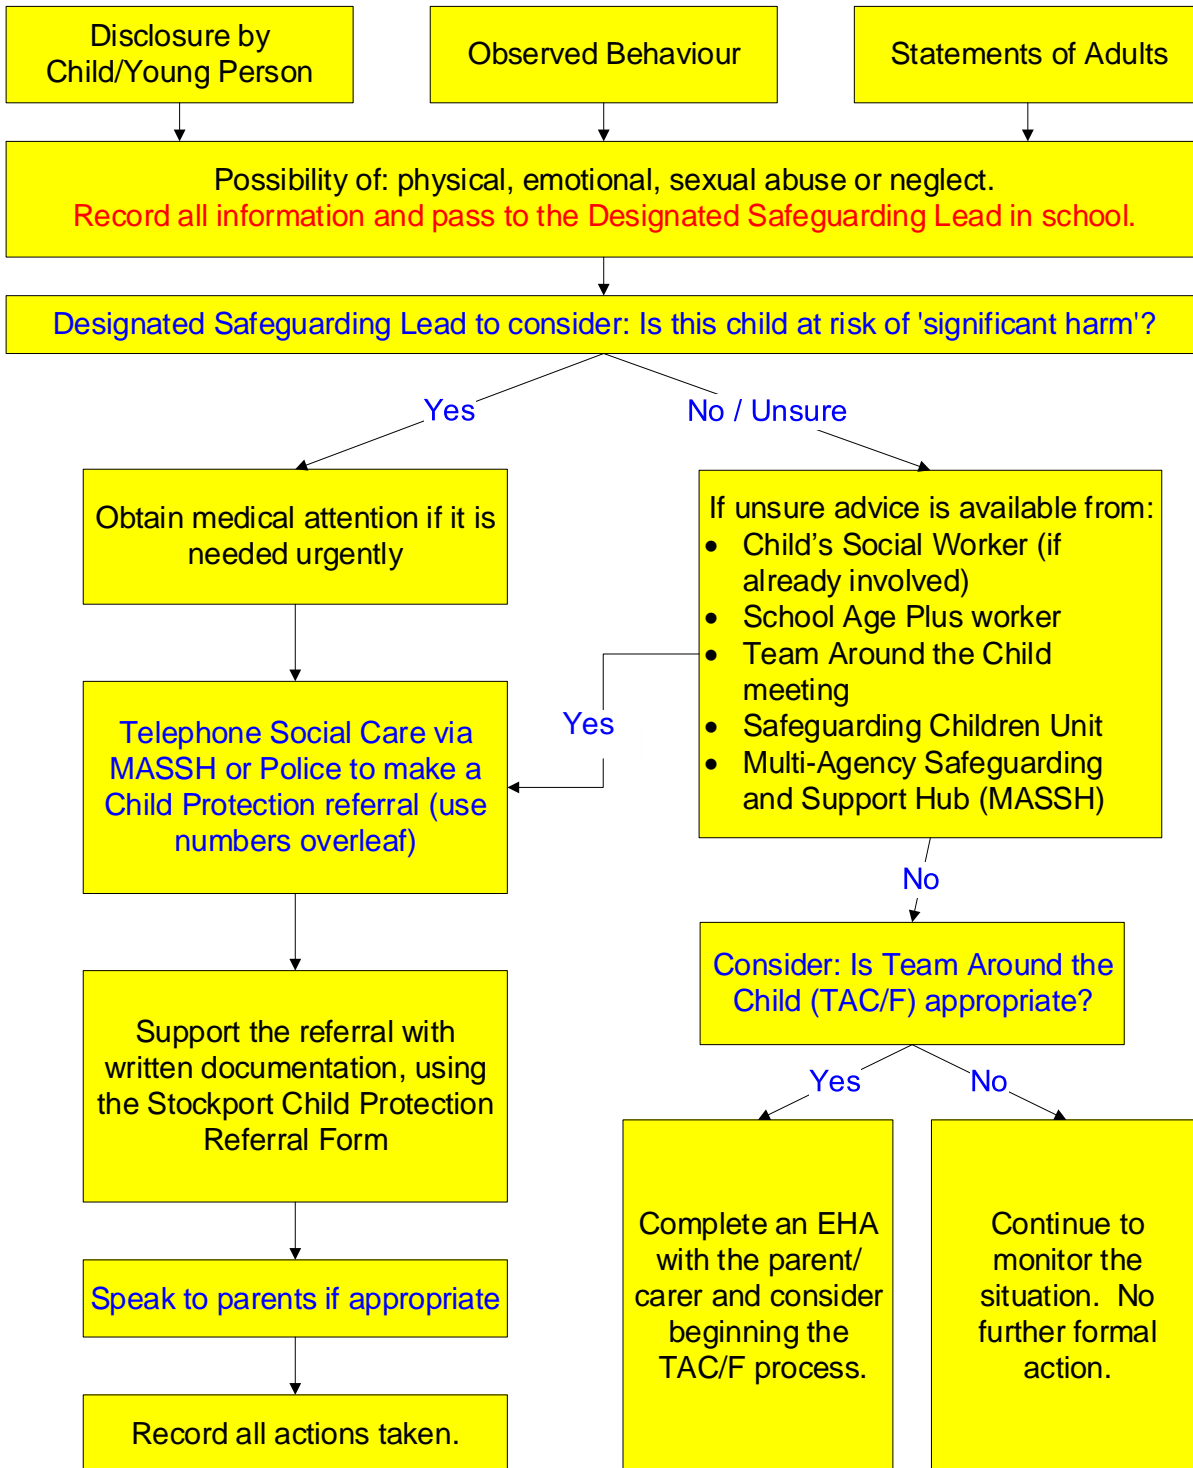 Disclosure by
Child/Young Person
Observed Behaviour
Statements of Adults
Possibility of: physical, emotional, sexual abuse or neglect.
Record all information and pass to the Designated Safeguarding Lead in school.
Designated Safeguarding Lead to consider: Is this child at risk of 'significant harm'?
Yes
No / Unsure
Obtain medical attention if it is
needed urgently
If unsure advice is available from:
• Child’s Social Worker (if
already involved)
• School Age Plus worker
• Team Around the Child
meeting
• Safeguarding Children Unit
• Multi-Agency Safeguarding
and Support Hub (MASSH)
Yes
Telephone Social Care via
MASSH or Police to make a
Child Protection referral (use
numbers overleaf)
No
Consider: Is Team Around the
Child (TAC/F) appropriate?
Support the referral with
written documentation, using
the Stockport Child Protection
Referral Form
Yes
No
Complete an EHA
with the parent/
carer and consider
beginning the
TAC/F process.
Continue to
monitor the
situation.  No
further formal
action.
Speak to parents if appropriate
Record all actions taken.